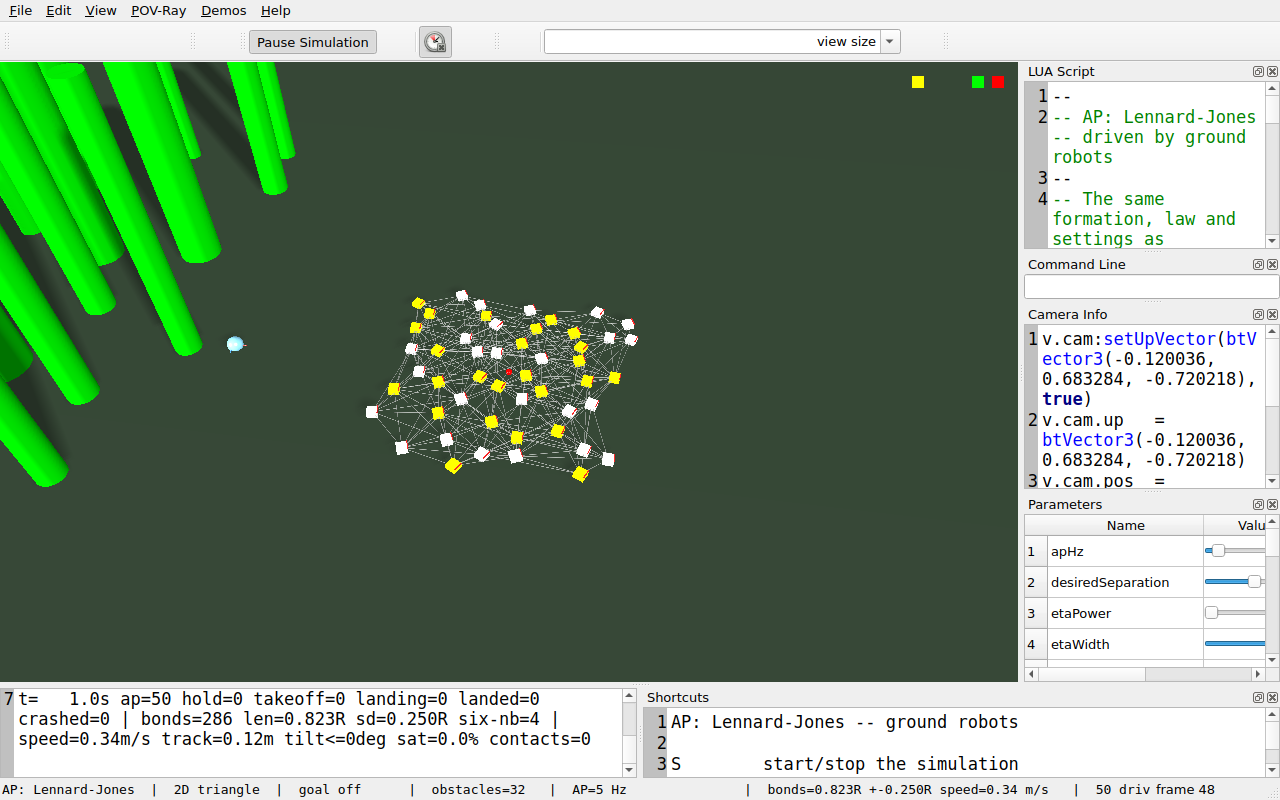 File Edit View POV-Ray Demos Help
Pause Simulation
view size
LUA Script
1 --
2 -- AP: Lennard-Jones
-- driven by ground
robots
3 --
4 -- The same
formation, law and
settings as
Command Line
Camera Info
1 v.cam:setUpVector(btV
ector3(-0.120036,
0.683284, -0.720218),
true)
2 v.cam.up   =
btVector3(-0.120036,
0.683284, -0.720218)
3 v.cam.pos  =
Parameters
Name Valu
1 apHz
2 desiredSeparation
3 etaPower
4 etaWidth
7 t=   1.0s ap=50 hold=0 takeoff=0 landing=0 landed=0
crashed=0 | bonds=286 len=0.823R sd=0.250R six-nb=4 |
speed=0.34m/s track=0.12m tilt<=0deg sat=0.0% contacts=0
Shortcuts
1 AP: Lennard-Jones -- ground robots
2
3 S        start/stop the simulation
AP: Lennard-Jones | 2D triangle | goal off | obstacles=32 | AP=5 Hz | bonds=0.823R +-0.250R speed=0.34 m/s | 50 driv frame 48